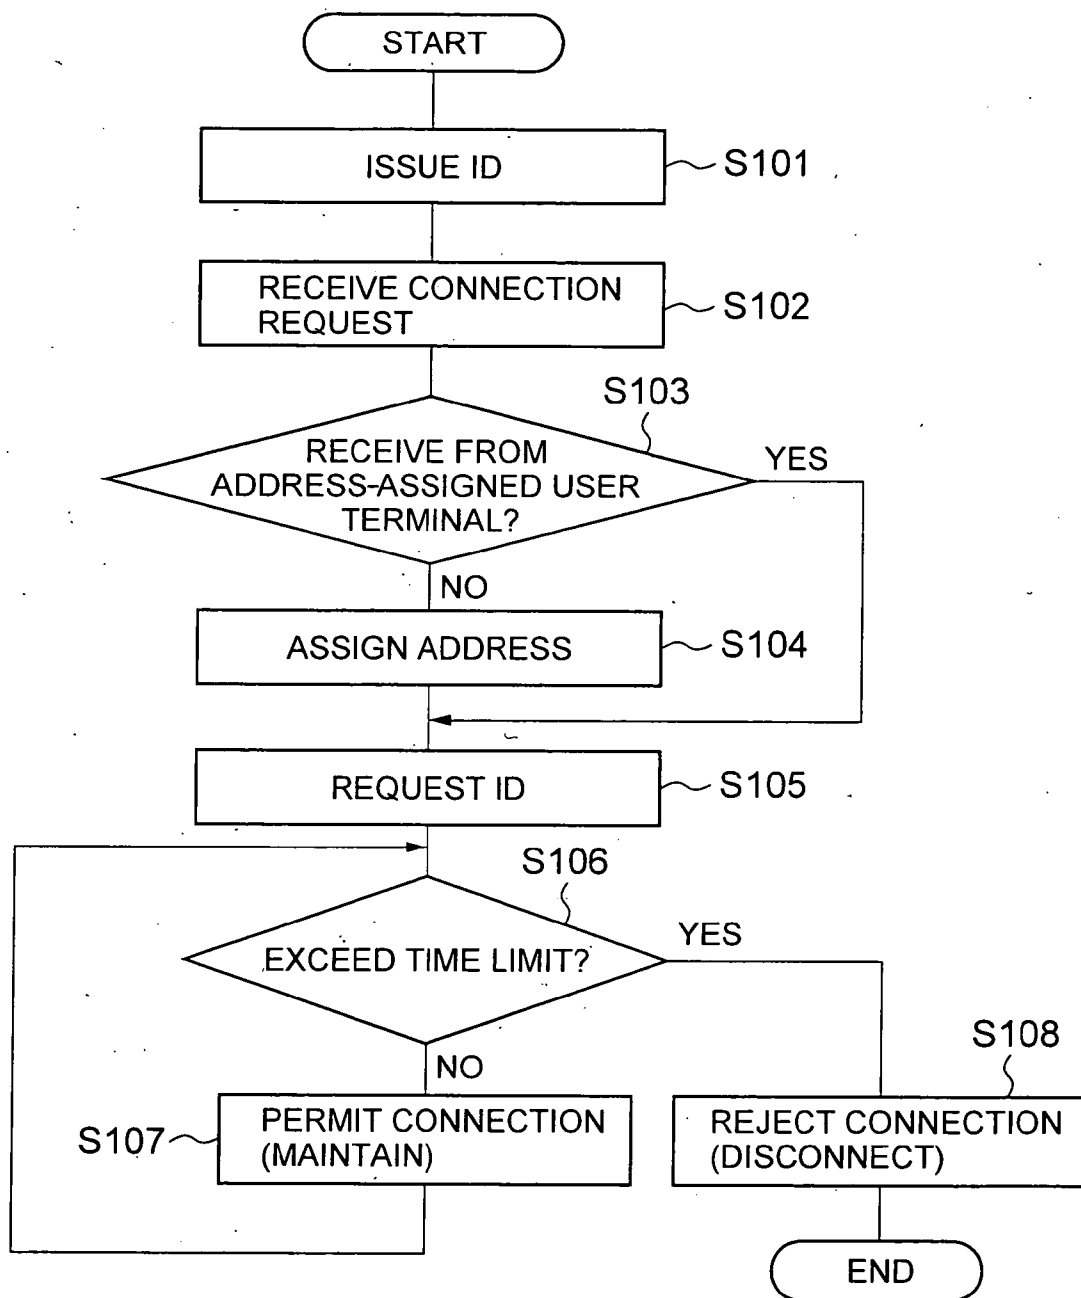 START
ISSUE ID
S101
RECEIVE CONNECTION
REQUEST
S102
S103
RECEIVE FROM
ADDRESS-ASSIGNED USER
TERMINAL?
YES
NO
ASSIGN ADDRESS
S104
REQUEST ID
S105
S106
EXCEED TIME LIMIT?
YES
NO
S107
PERMIT CONNECTION
(MAINTAIN)
S108
REJECT CONNECTION
(DISCONNECT)
END